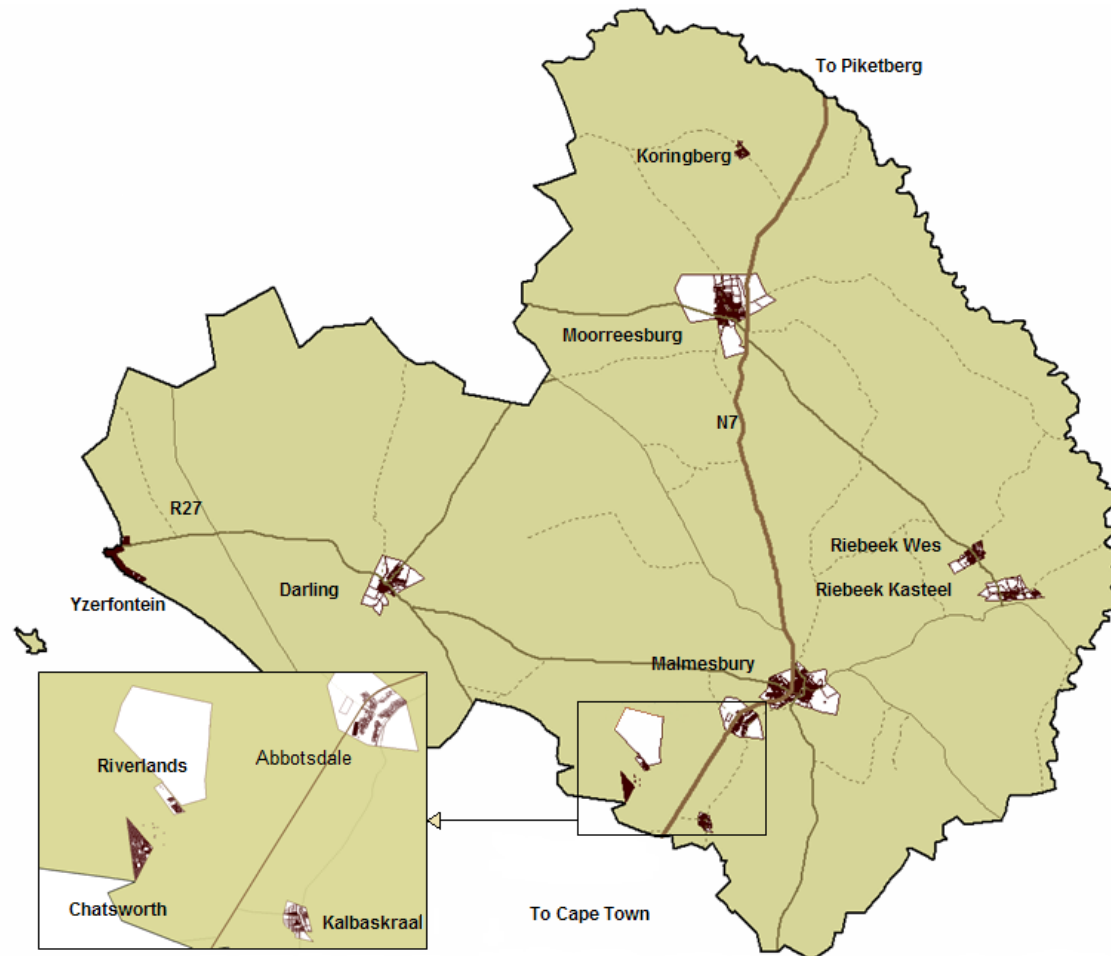 To Piketberg
Koringberg
Moorreesburg
N7
R27
Riebeek Wes
Darling
Riebeek Kasteel
Yzerfontein
Malmesbury
Riverlands
Abbotsdale
Chatsworth
Kalbaskraal
To Cape Town